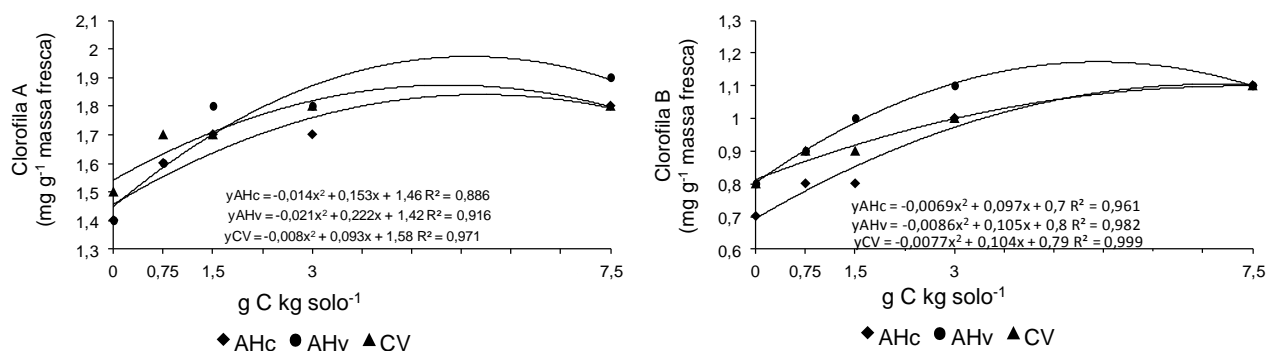 Clorofila A
(mg g⁻¹ massa fresca)
2,1
2
1,9
1,8
1,7
1,6
1,5
1,4
1,3
yAHc = -0,014x² + 0,153x + 1,46 R² = 0,886
yAHv = -0,021x² + 0,222x + 1,42 R² = 0,916
yCV = -0,008x² + 0,093x + 1,58 R² = 0,971
0 0,75 1,5 3 7,5
g C kg solo⁻¹
AHc AHv CV
Clorofila B
(mg g⁻¹ massa fresca)
1,3
1,2
1,1
1
0,9
0,8
0,7
0,6
yAHc = -0,0069x² + 0,097x + 0,7 R² = 0,961
yAHv = -0,0086x² + 0,105x + 0,8 R² = 0,982
yCV = -0,0077x² + 0,104x + 0,79 R² = 0,999
0 0,75 1,5 3 7,5
g C kg solo⁻¹
AHc AHv CV